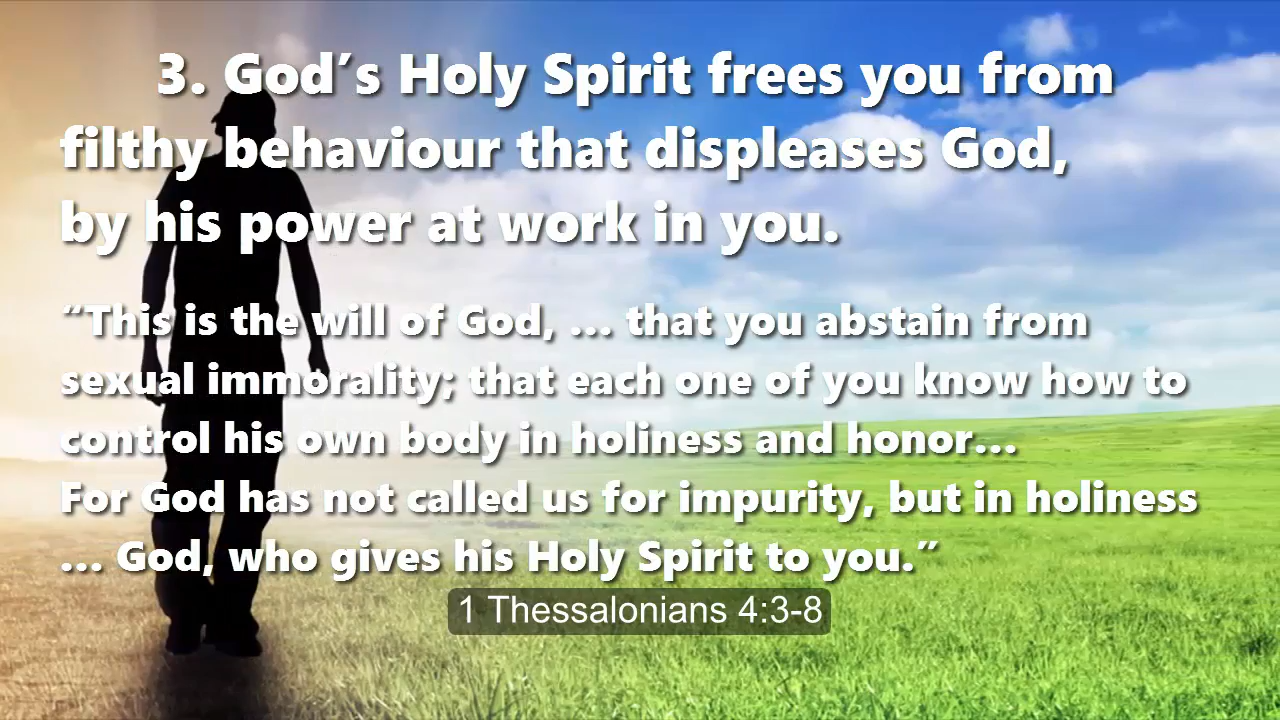 3. God’s Holy Spirit frees you from
filthy behaviour that displeases God,
by his power at work in you.
“This is the will of God, … that you abstain from
sexual immorality; that each one of you know how to
control his own body in holiness and honor…
For God has not called us for impurity, but in holiness
… God, who gives his Holy Spirit to you.”
1 Thessalonians 4:3-8